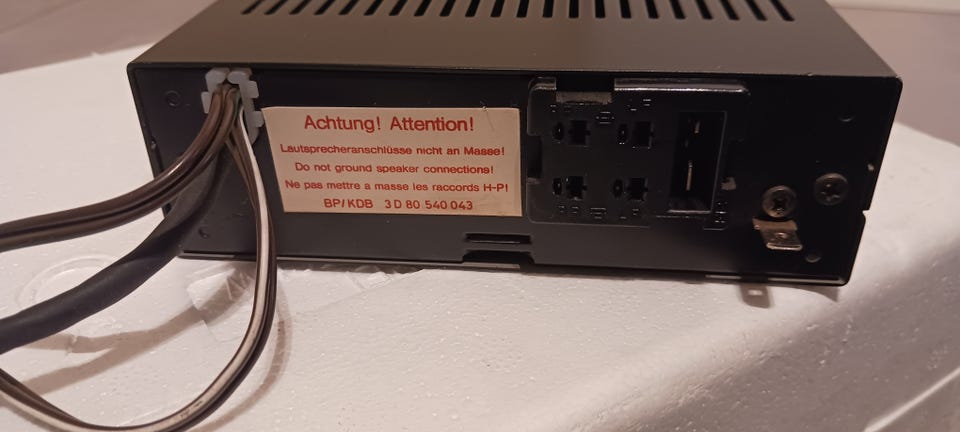 Achtung! Attention!
Lautsprecheranschlüsse nicht an Masse!
Do not ground speaker connections!
Ne pas mettre a masse les raccords H-P!
BP/KDB 3 D 80 540 043